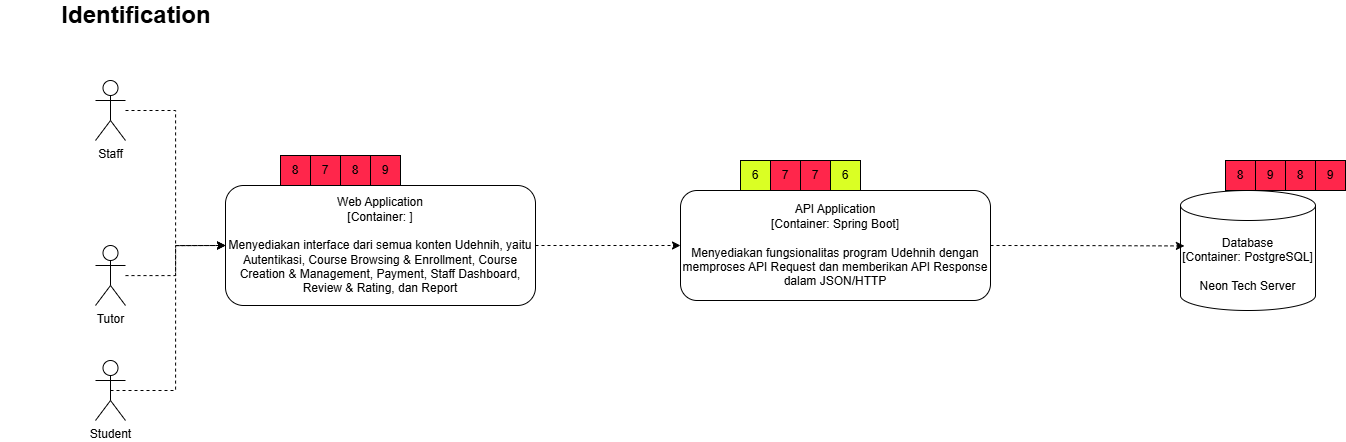 Identification
Staff
Tutor
Student
8 7 8 9
Web Application
[Container: ]
Menyediakan interface dari semua konten Udehnih, yaitu
Autentikasi, Course Browsing & Enrollment, Course
Creation & Management, Payment, Staff Dashboard,
Review & Rating, dan Report
6 7 7 6
API Application
[Container: Spring Boot]
Menyediakan fungsionalitas program Udehnih dengan
memproses API Request dan memberikan API Response
dalam JSON/HTTP
8 9 8 9
Database
[Container: PostgreSQL]
Neon Tech Server